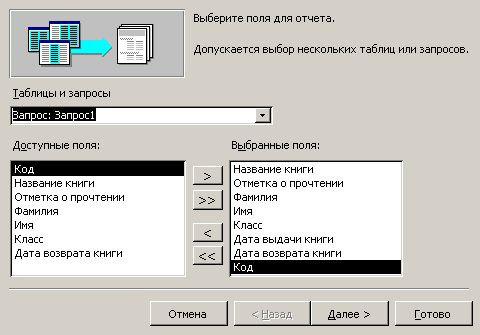 Выберите поля для отчета.
Допускается выбор нескольких таблиц или запросов.
Таблицы и запросы
Запрос: Запрос1
Доступные поля:
Выбранные поля:
Код
Название книги
Отметка о прочтении
Фамилия
Имя
Класс
Дата возврата книги
>
>>
<
<<
Название книги
Отметка о прочтении
Фамилия
Имя
Класс
Дата выдачи книги
Дата возврата книги
Код
Отмена
< Назад
Далее >
Готово